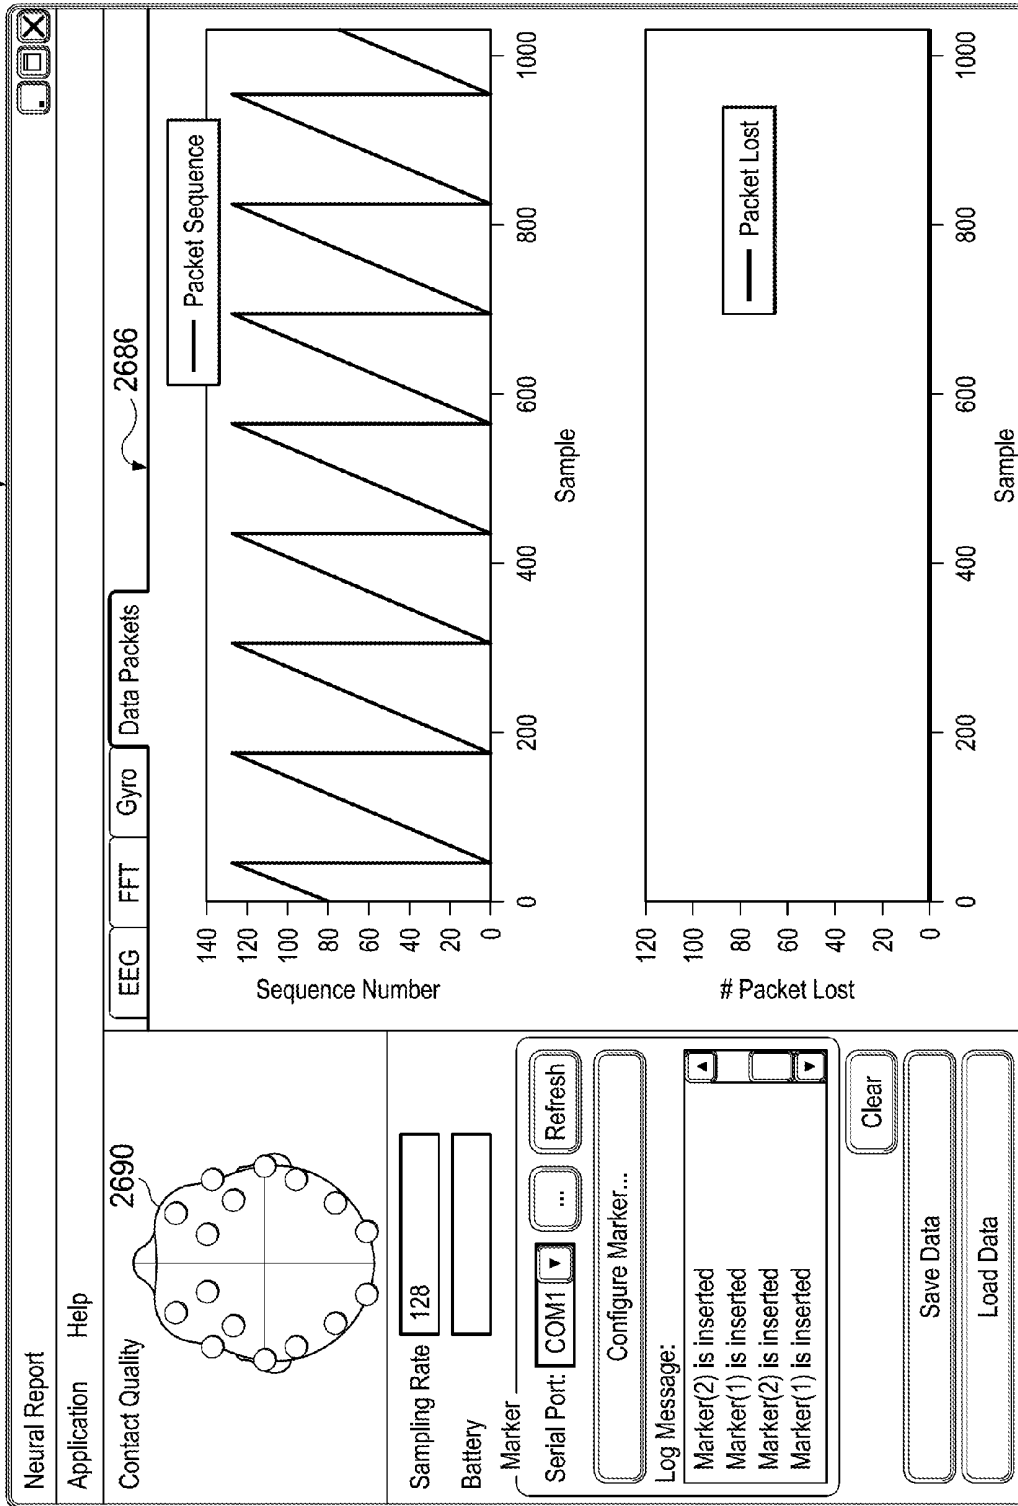 Neural Report
Application Help
Contact Quality
2690
Sampling Rate 128
Battery
Marker
Serial Port: COM1 ... Refresh
Configure Marker...
Log Message:
Marker(2) is inserted
Marker(1) is inserted
Marker(2) is inserted
Marker(1) is inserted
Clear
Save Data
Load Data
EEG FFT Gyro Data Packets
2686
Packet Sequence
140
120
100
80
60
40
20
0
Sequence Number
0 200 400 600 800 1000
Sample
Packet Lost
120
100
80
60
40
20
0
# Packet Lost
0 200 400 600 800 1000
Sample